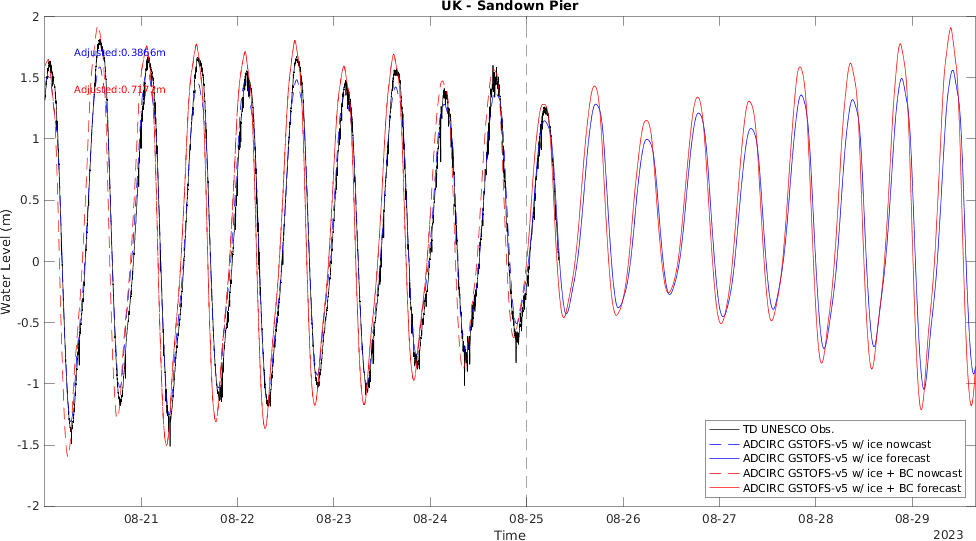 UK - Sandown Pier
Adjusted:0.3866m
Water Level (m)
2
1.5
1
0.5
0
-0.5
-1
-1.5
-2
08-21
08-22
08-23
08-24
08-25
08-26
08-27
08-28
08-29
Time
2023
TD UNESCO Obs.
ADCIRC GSTOFS-v5 w/ ice nowcast
ADCIRC GSTOFS-v5 w/ ice forecast
ADCIRC GSTOFS-v5 w/ ice + BC nowcast
ADCIRC GSTOFS-v5 w/ ice + BC forecast